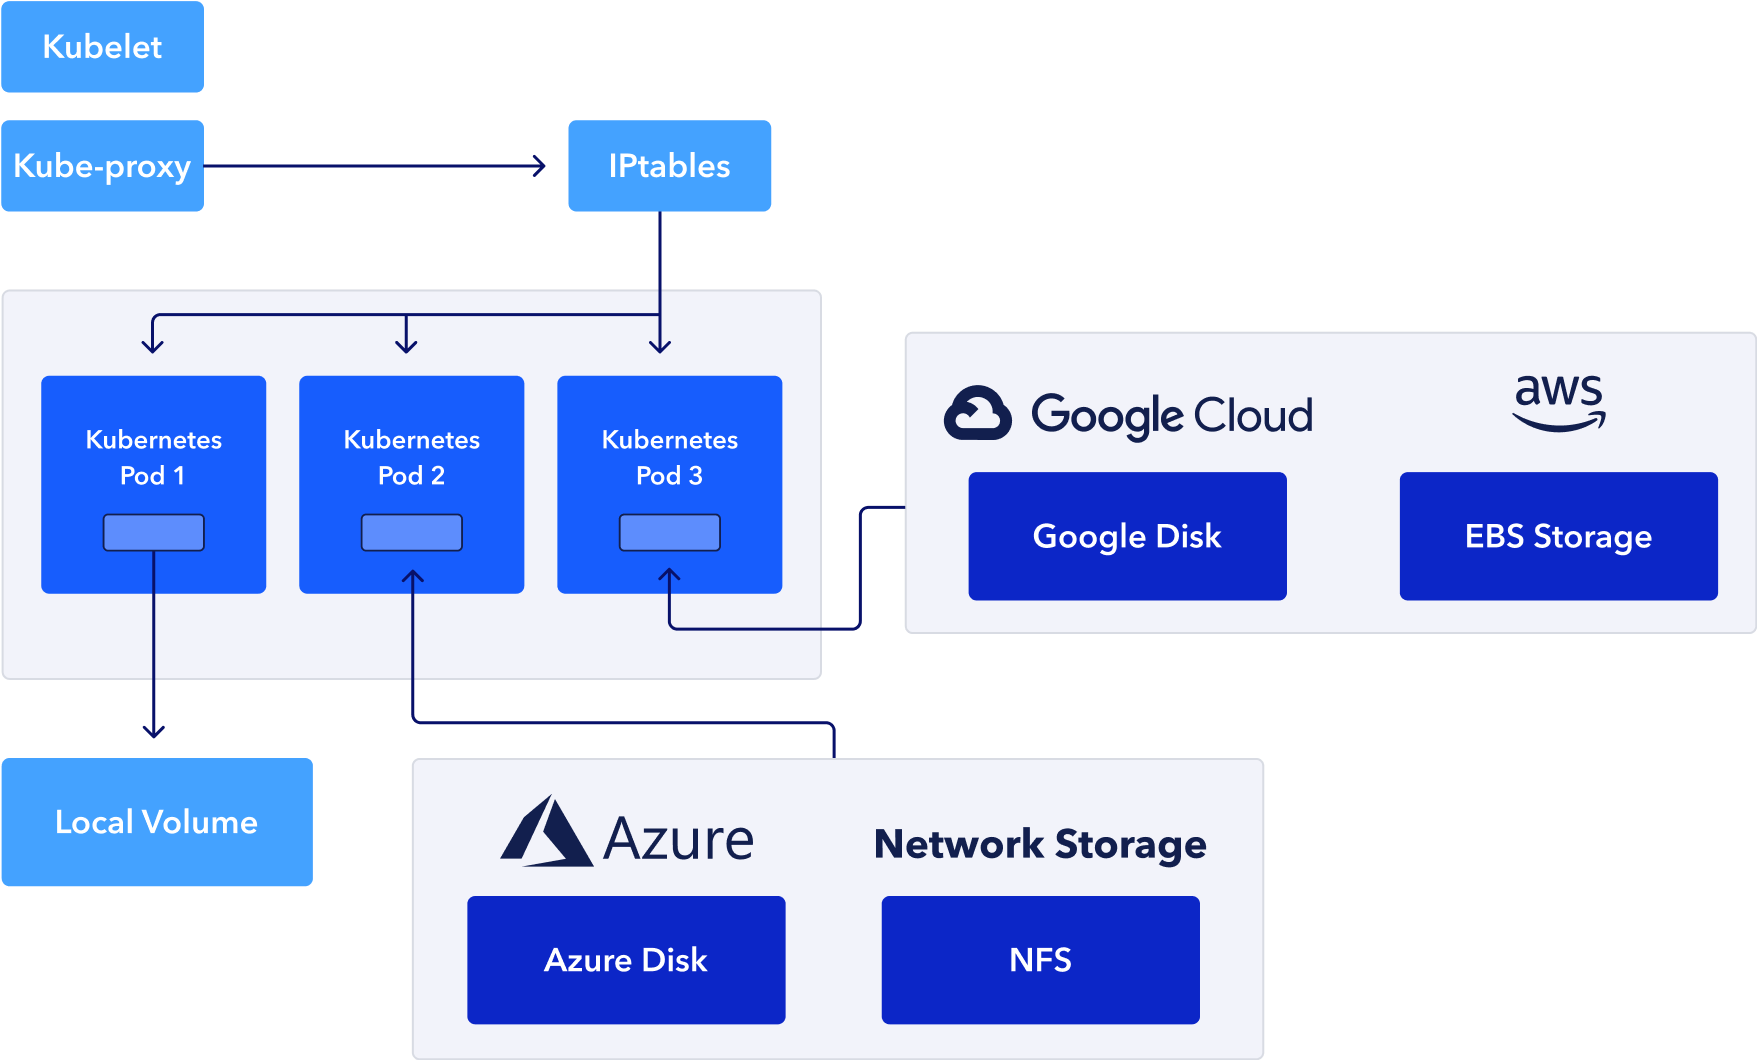 Kubelet
Kube-proxy
IPtables
Kubernetes
Pod 1
Kubernetes
Pod 2
Kubernetes
Pod 3
Google Cloud
aws
Google Disk
EBS Storage
Local Volume
Azure
Network Storage
Azure Disk
NFS